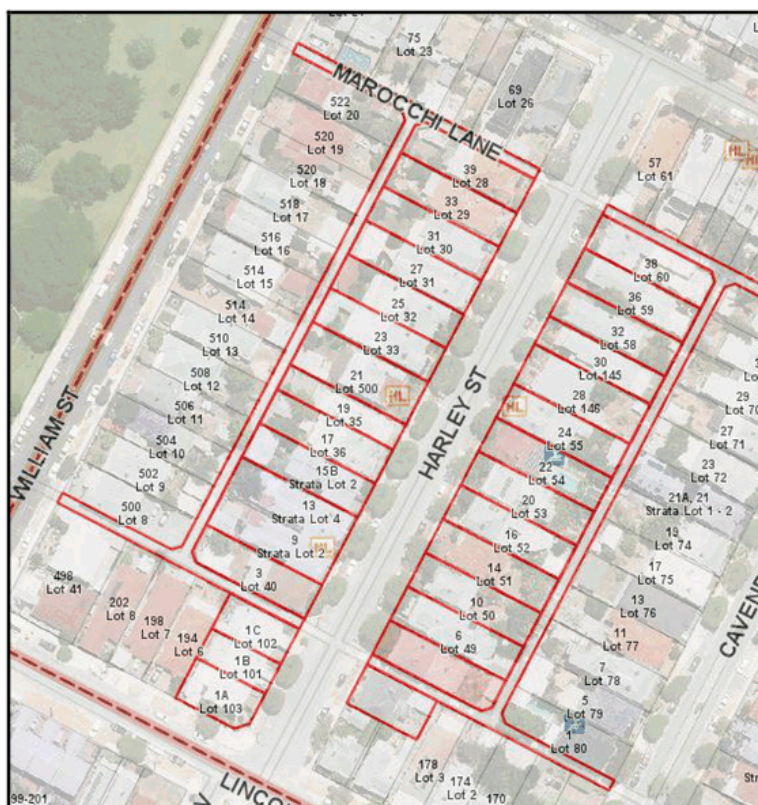 75
Lot 23
MAROCCHI LANE
69
Lot 26
522
Lot 20
520
Lot 19
520
Lot 18
518
Lot 17
516
Lot 16
514
Lot 15
514
Lot 14
510
Lot 13
508
Lot 12
506
Lot 11
504
Lot 10
502
Lot 9
500
Lot 8
WILLIAM ST
39
Lot 28
33
Lot 29
31
Lot 30
27
Lot 31
25
Lot 32
23
Lot 33
21
Lot 500
HL
19
Lot 35
17
Lot 36
15B
Strata Lot 2
13
Strata Lot 4
9
Strata Lot 2
HL
3
Lot 40
1C
Lot 102
1B
Lot 101
1A
Lot 103
498
Lot 41
202
Lot 8
198
Lot 7
194
Lot 6
HARLEY ST
HL
57
Lot 61
HL
38
Lot 60
36
Lot 59
32
Lot 58
30
Lot 145
28
Lot 146
24
Lot 55
22
Lot 54
20
Lot 53
16
Lot 52
14
Lot 51
10
Lot 50
6
Lot 49
29
27
Lot 71
23
Lot 72
21A, 21
Strata Lot 1 - 2
19
Lot 74
17
Lot 75
13
Lot 76
11
Lot 77
7
Lot 78
5
Lot 79
1
Lot 80
178
Lot 3
174
Lot 2
170
99-201